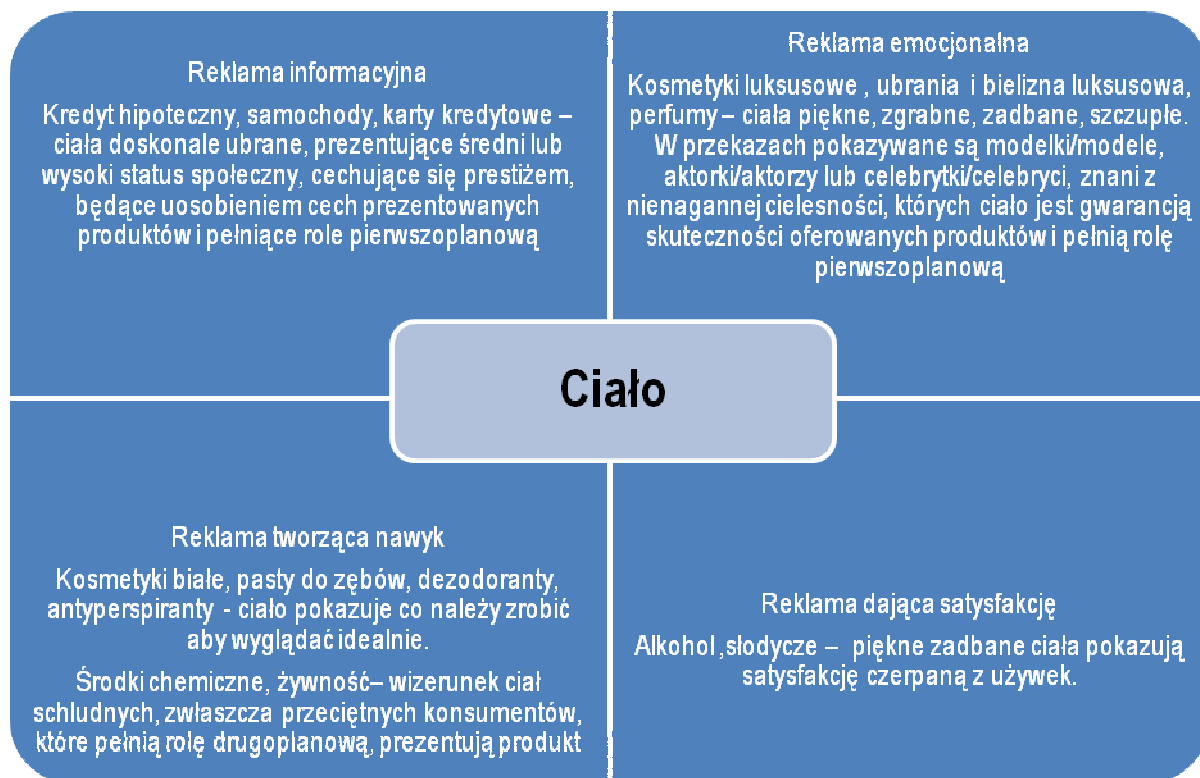 Reklama informacyjna
Kredyt hipoteczny, samochody, karty kredytowe –
ciała doskonale ubrane, prezentujące średni lub
wysoki status społeczny, cechujące się prestiżem,
będące uosobieniem cech prezentowanych
produktów i pełniące role pierwszoplanową
Reklama emocjonalna
Kosmetyki luksusowe , ubrania i bielizna luksusowa,
perfumy – ciała piękne, zgrabne, zadbane, szczupłe.
W przekazach pokazywane są modelki/modele,
aktorki/aktorzy lub celebrytki/celebryci, znani z
nienagannej cielesności, których ciało jest gwarancją
skuteczności oferowanych produktów i pełnią rolę
pierwszoplanową
Ciało
Reklama tworząca nawyk
Kosmetyki białe, pasty do zębów, dezodoranty,
antyperspiranty - ciało pokazuje co należy zrobić
aby wyglądać idealnie.
Środki chemiczne, żywność– wizerunek ciał
schludnych, zwłaszcza przeciętnych konsumentów,
które pełnią rolę drugoplanową, prezentują produkt
Reklama dająca satysfakcję
Alkohol ,słodycze – piękne zadbane ciała pokazują
satysfakcję czerpaną z używek.